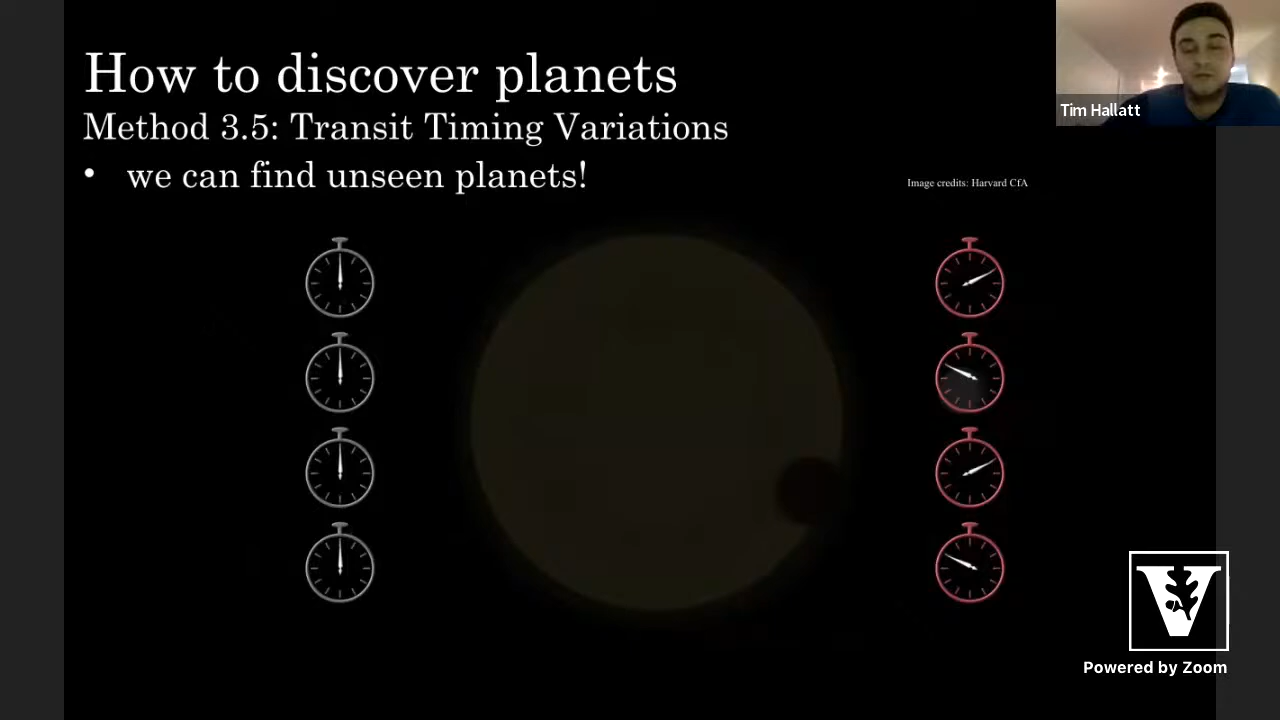 How to discover planets
Method 3.5: Transit Timing Variations
• we can find unseen planets!
Image credits: Harvard CfA
Tim Hallatt
V
Powered by Zoom